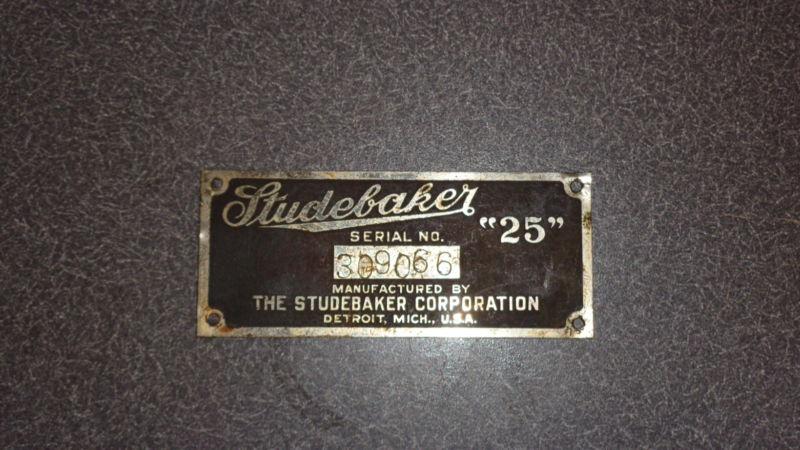 Studebaker
"25"
SERIAL NO.
309066
MANUFACTURED BY
THE STUDEBAKER CORPORATION
DETROIT, MICH., U.S.A.